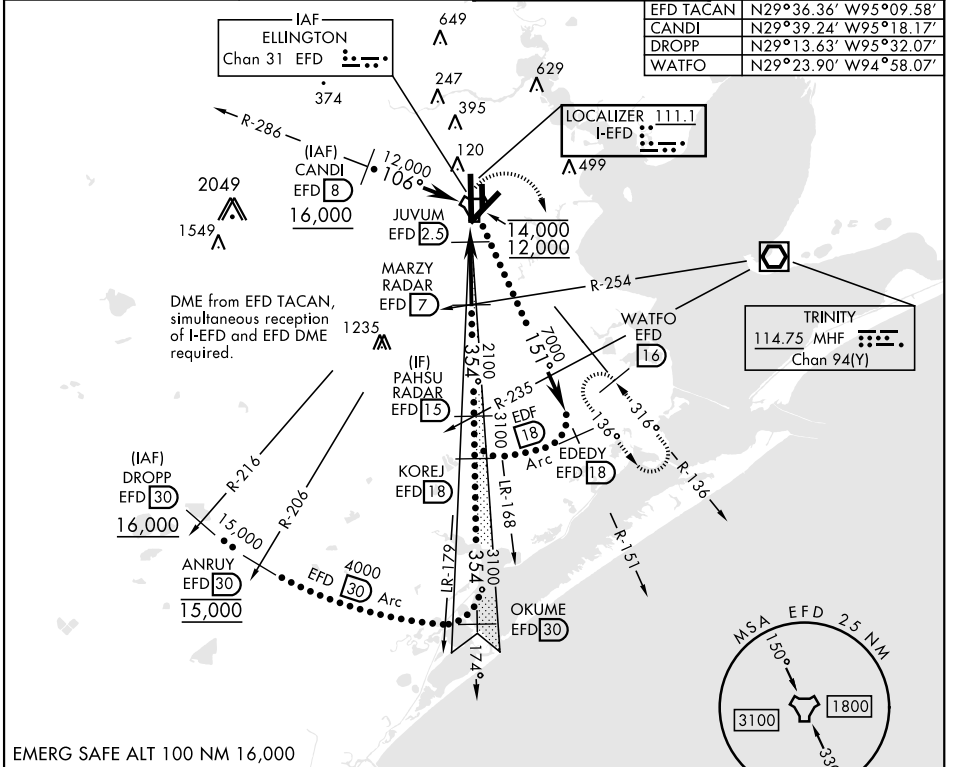 EFD TACAN N29°36.36' W95°09.58'
CANDI N29°39.24' W95°18.17'
DROPP N29°13.63' W95°32.07'
WATFO N29°23.90' W94°58.07'
IAF
ELLINGTON
Chan 31 EFD
649
247
629
374
395
120
LOCALIZER 111.1
I-EFD
499
R-286
(IAF)
CANDI
EFD 8
16,000
12,000
106°
2049
1549
JUVUM
EFD 2.5
14,000
12,000
MARZY
RADAR
EFD 7
R-254
DME from EFD TACAN,
simultaneous reception
of I-EFD and EFD DME
required.
1235
TRINITY
114.75 MHF
Chan 94(Y)
WATFO
EFD
16
7000
151°
2100
354°
(IF)
PAHSU
RADAR
EFD 15
R-235
3100
EDF
18
Arc
EDEDY
EFD 18
136°
316°
R-136
KOREJ
EFD 18
LR-168
R-151
(IAF)
DROPP
EFD 30
16,000
R-216
R-206
15,000
ANRUY
EFD 30
15,000
4000
EFD 30 Arc
LR-179
354°
3100
OKUME
EFD 30
174°
MSA EFD 25 NM
150°
3100
1800
EMERG SAFE ALT 100 NM 16,000